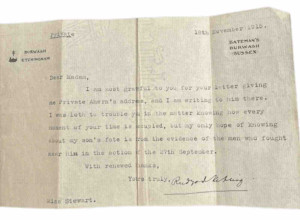 Private.
18th November 1915.
BURWASH
ETCHINGHAM
BATEMAN'S
BURWASH
SUSSEX
Dear Madam,
I am most grateful to you for your letter giving
me Private Ahern's address, and I am writing to him there.
I was loth to trouble you in the matter knowing how every
moment of your time is occupied, but my only hope of knowing
about my son's fate is from the evidence of the men who fought
near him in the action of the 27th September.
With renewed thanks,
Yours truly,
Rudyard Kipling
Miss Stewart.